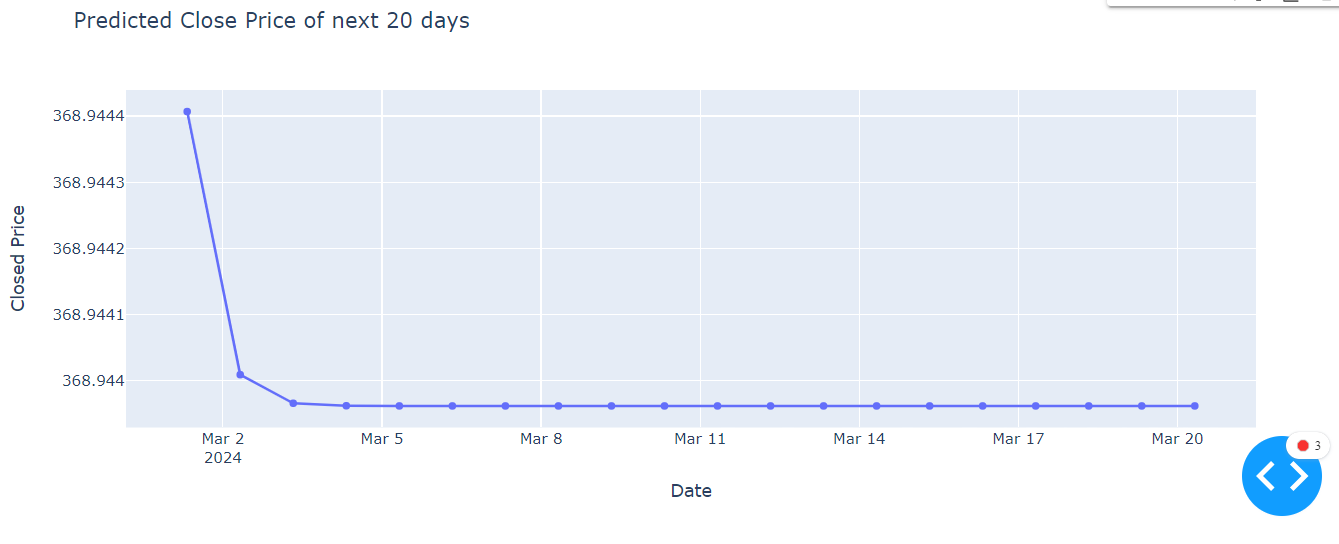 Predicted Close Price of next 20 days
368.9444
368.9443
368.9442
368.9441
368.944
Closed Price
Mar 2 Mar 5 Mar 8 Mar 11 Mar 14 Mar 17 Mar 20
2024
Date
3